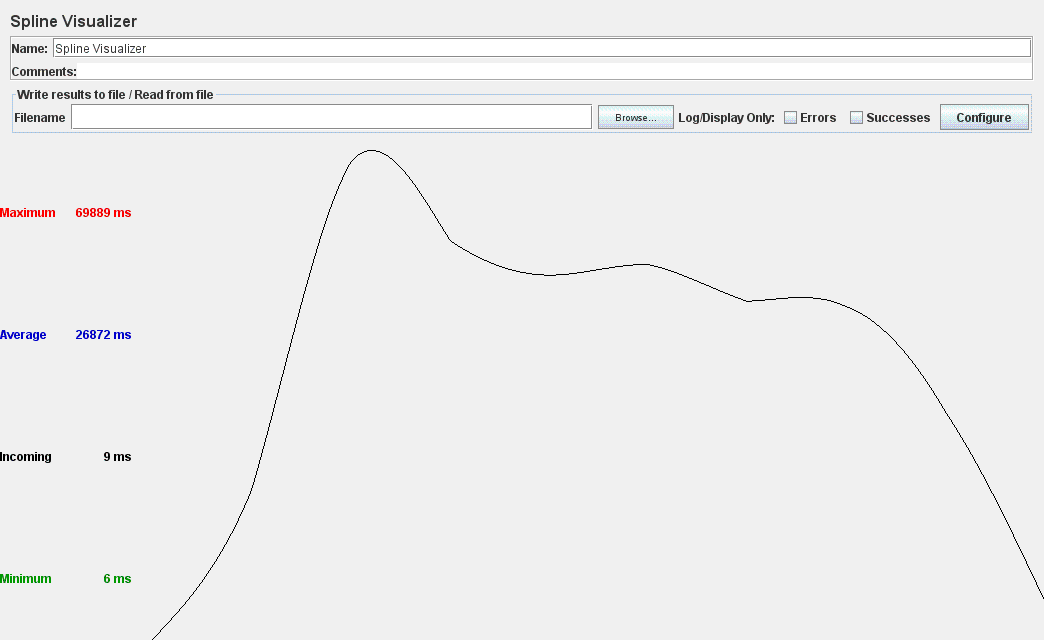 Spline Visualizer
Name: Spline Visualizer
Comments:
Write results to file / Read from file
Filename Browse... Log/Display Only: Errors Successes Configure
Maximum 69889 ms
Average 26872 ms
Incoming 9 ms
Minimum 6 ms